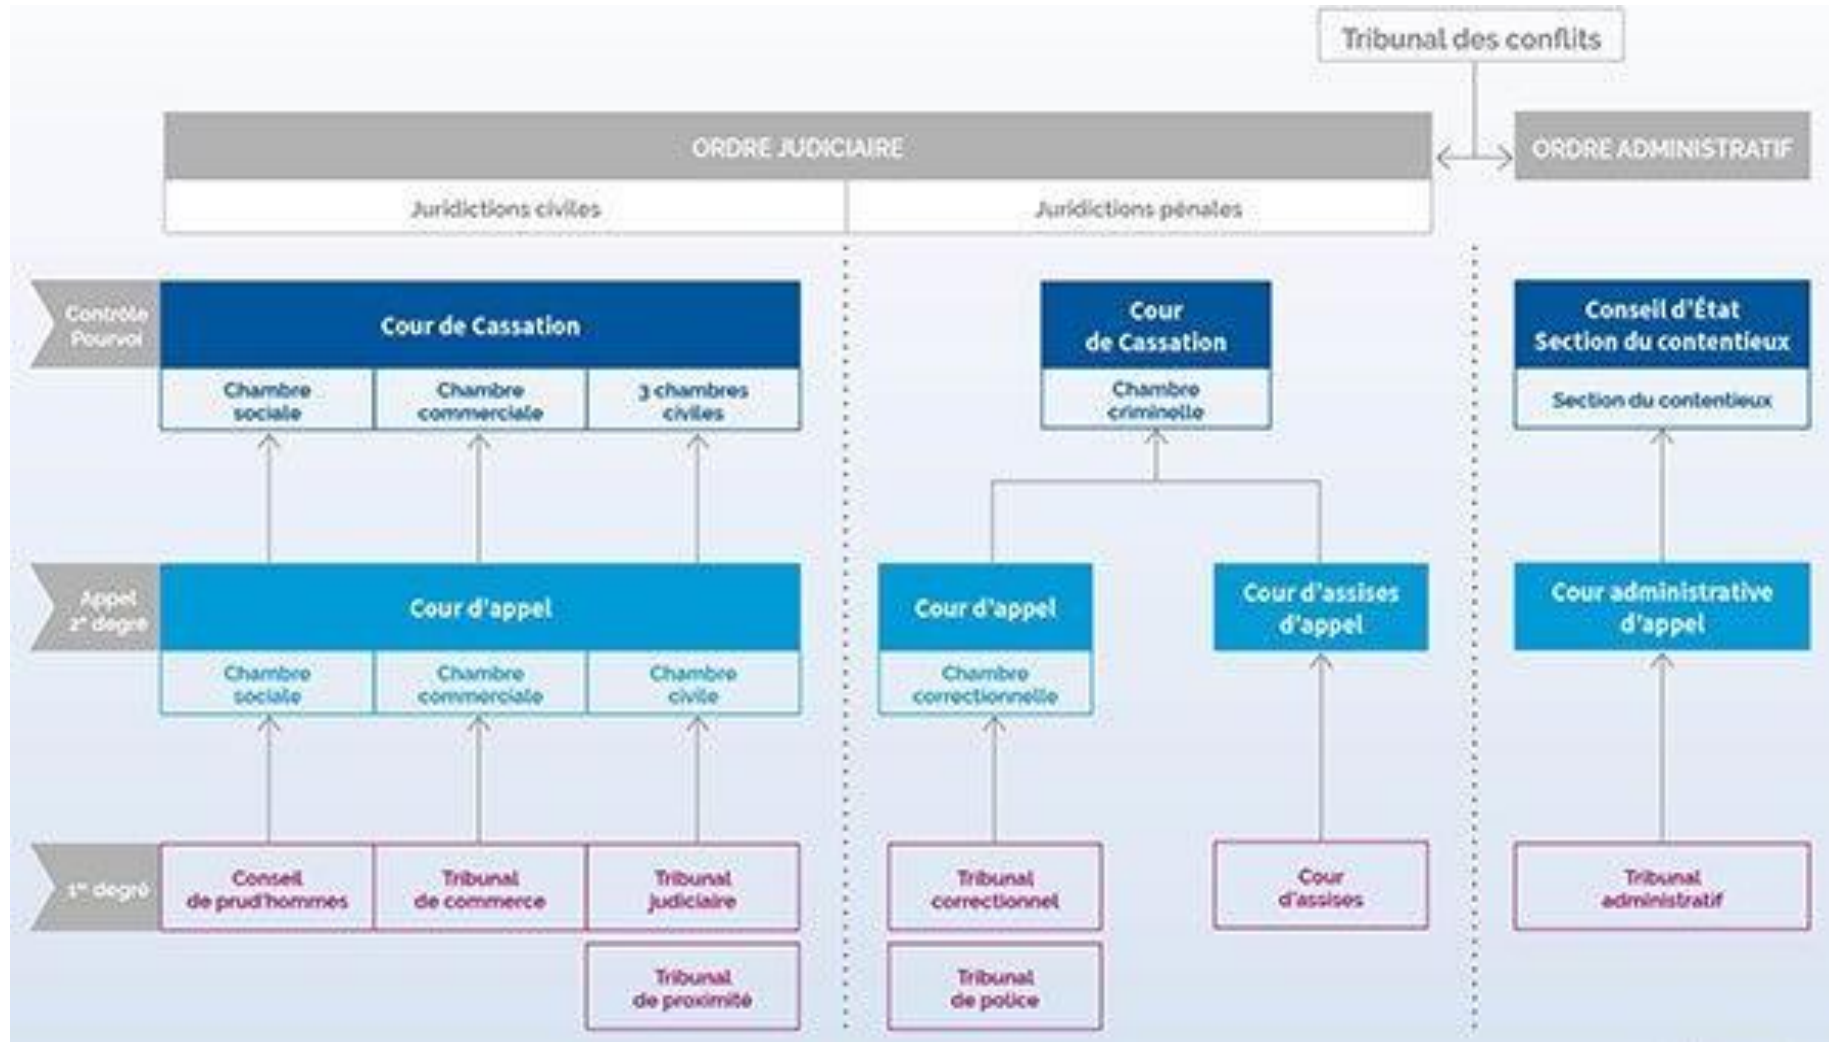 Tribunal des conflits
ORDRE JUDICIAIRE
ORDRE ADMINISTRATIF
Juridictions civiles
Juridictions pénales
Contrôle
Pourvoi
Cour de Cassation
Cour
de Cassation
Conseil d'État
Section du contentieux
Chambre
sociale
Chambre
commerciale
3 chambres
civiles
Chambre
criminelle
Section du contentieux
Appel
2e degré
Cour d'appel
Cour d'appel
Cour d'assises
d'appel
Cour administrative
d'appel
Chambre
sociale
Chambre
commerciale
Chambre
civile
Chambre
correctionnelle
1er degré
Conseil
de prud'hommes
Tribunal
de commerce
Tribunal
judiciaire
Tribunal
correctionnel
Cour
d'assises
Tribunal
administratif
Tribunal
de proximité
Tribunal
de police